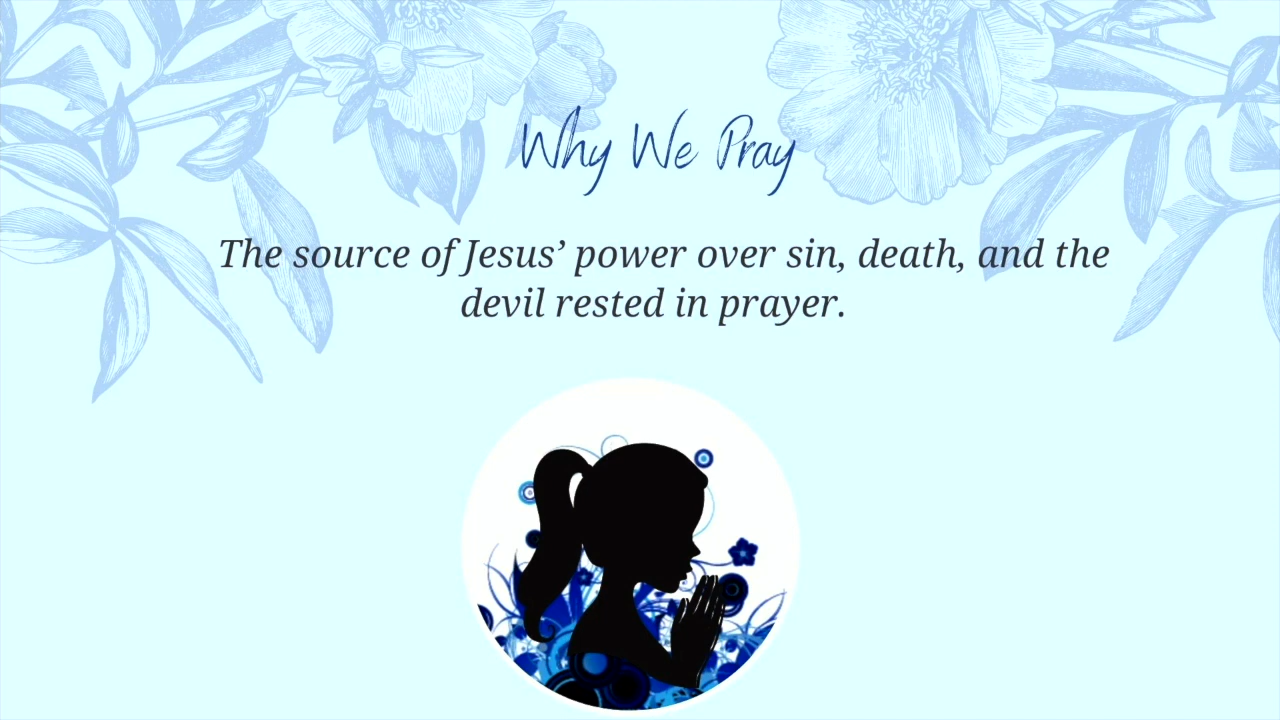 Why We Pray
The source of Jesus’ power over sin, death, and the
devil rested in prayer.